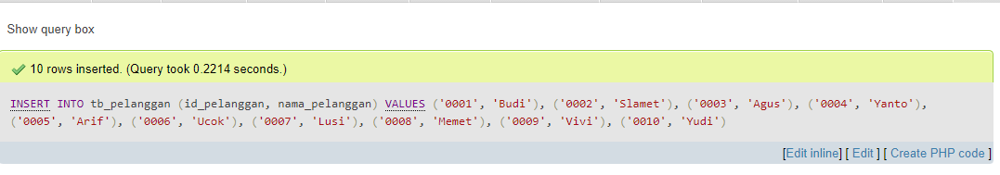 Show query box
10 rows inserted. (Query took 0.2214 seconds.)
INSERT INTO tb_pelanggan (id_pelanggan, nama_pelanggan) VALUES ('0001', 'Budi'), ('0002', 'Slamet'), ('0003', 'Agus'), ('0004', 'Yanto'),
('0005', 'Arif'), ('0006', 'Ucok'), ('0007', 'Lusi'), ('0008', 'Memet'), ('0009', 'Vivi'), ('0010', 'Yudi')
[Edit inline] [ Edit ] [ Create PHP code ]